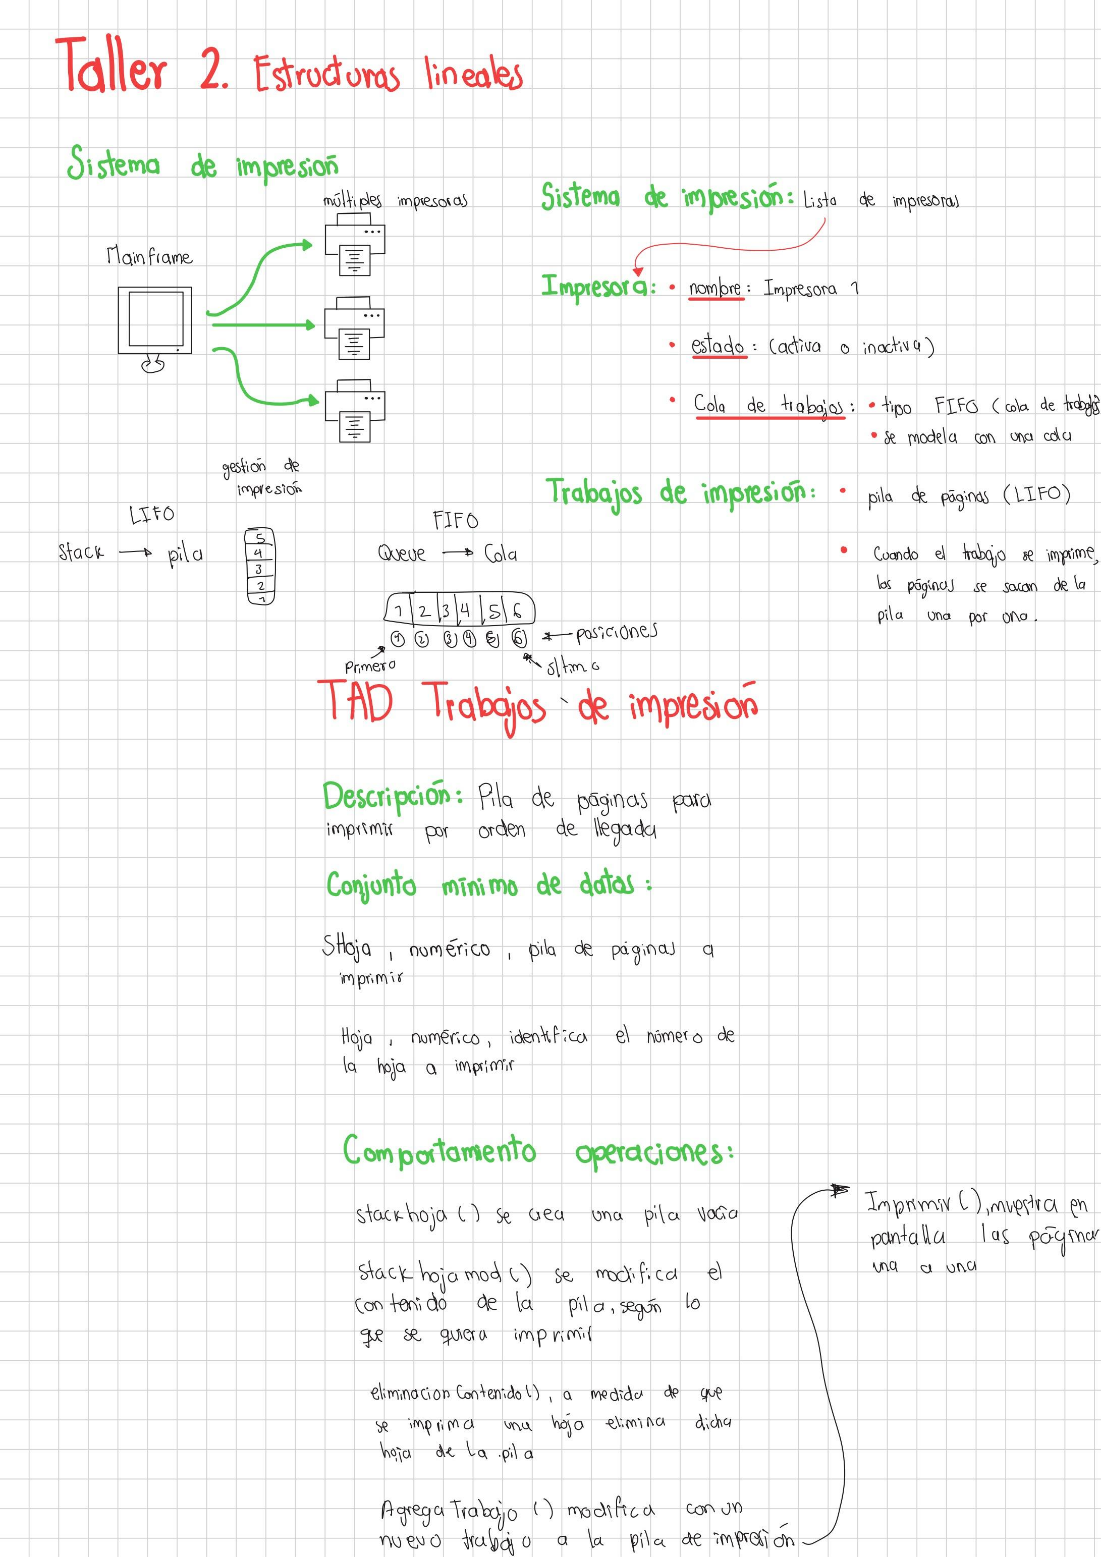 Taller 2. Estructuras lineales
Sistema de impresión
múltiples impresoras
Mainframe
gestión de
impresión
LIFO
Stack → pila
5
4
3
2
1
FIFO
Queue → Cola
1 2 3 4 5 6
1 2 3 4 5 6 ← posiciones
Primero
último
Sistema de impresión: Lista de impresoras
Impresora: • nombre: Impresora 1
• estado: (activa o inactiva)
• Cola de trabajos: • tipo FIFO (cola de trabajos
• se modela con una cola
Trabajos de impresión: • pila de páginas (LIFO)
• Cuando el trabajo se imprime,
las páginas se sacan de la
pila una por una.
TAD Trabajos de impresión
Descripción: Pila de páginas para
imprimir por orden de llegada
Conjunto mínimo de datos:
SHoja, numérico, pila de páginas a
imprimir
Hoja, numérico, identifica el número de
la hoja a imprimir
Comportamento operaciones:
stackhoja () se crea una pila vacía
Stack hoja mod () se modifica el
contenido de la pila, según lo
que se quiera imprimir
eliminacion Contenido(), a medida de que
se imprima una hoja elimina dicha
hoja de la pila
Agrega Trabajo () modifica con un
nuevo trabajo a la pila de impresión
Imprimir (), muestra en
pantalla las páginas
una a una